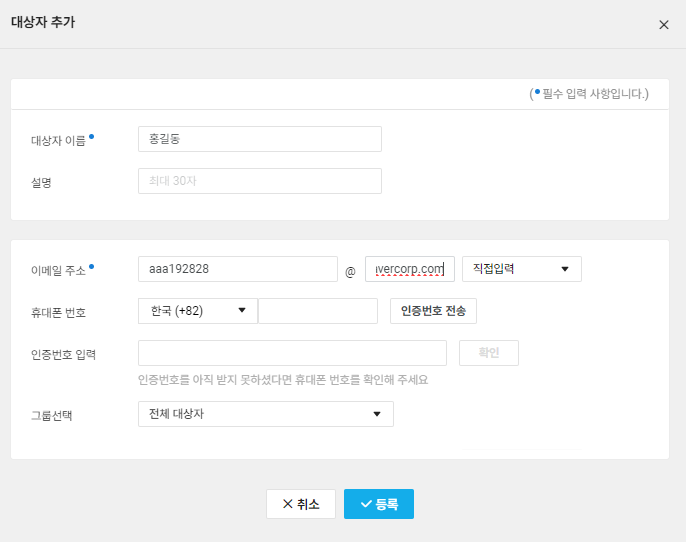 대상자 추가
(• 필수 입력 사항입니다.)
대상자 이름 • 홍길동
설명 최대 30자
이메일 주소 • aaa192828 @ vercorp.com 직접입력
휴대폰 번호 한국 (+82) 인증번호 전송
인증번호 입력 확인
인증번호를 아직 받지 못하셨다면 휴대폰 번호를 확인해 주세요
그룹선택 전체 대상자
취소 등록